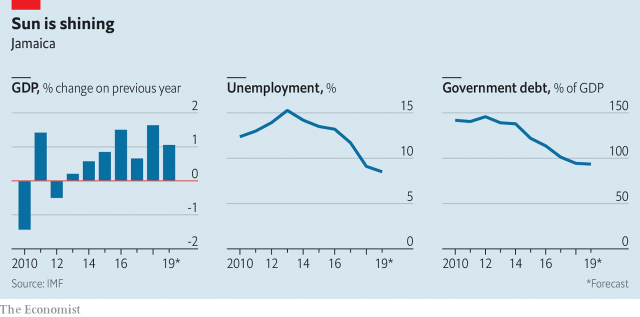 Sun is shining
Jamaica
GDP, % change on previous year
2
1
0
-1
-2
2010 12 14 16 19*
Unemployment, %
15
10
5
0
2010 12 14 16 19*
Government debt, % of GDP
150
100
50
0
2010 12 14 16 19*
Source: IMF
*Forecast
The Economist